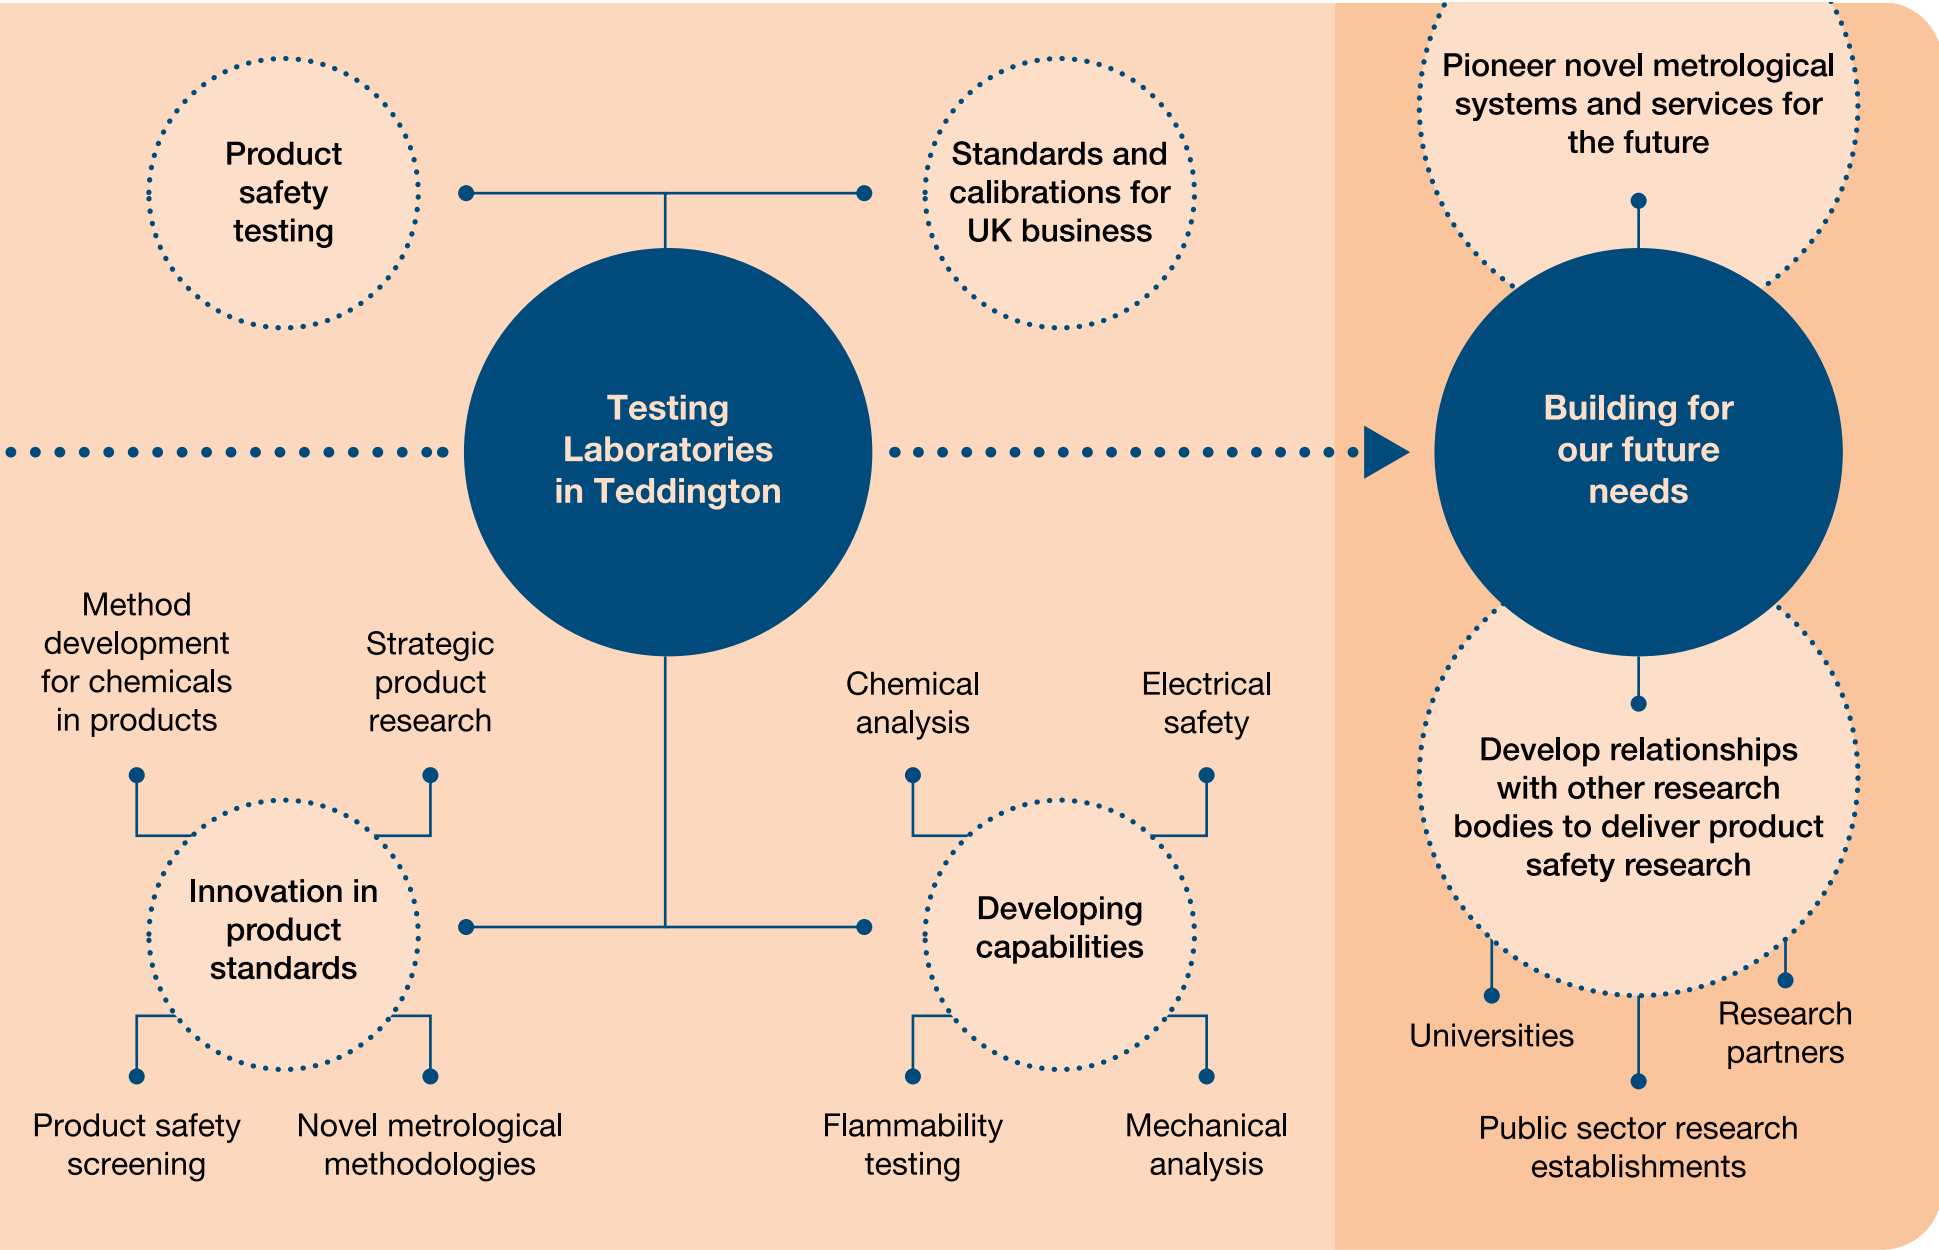 Product
safety
testing
Standards and
calibrations for
UK business
Testing
Laboratories
in Teddington
Method
development
for chemicals
in products
Strategic
product
research
Innovation in
product
standards
Product safety
screening
Novel metrological
methodologies
Chemical
analysis
Electrical
safety
Developing
capabilities
Flammability
testing
Mechanical
analysis
Pioneer novel metrological
systems and services for
the future
Building for
our future
needs
Develop relationships
with other research
bodies to deliver product
safety research
Universities
Research
partners
Public sector research
establishments